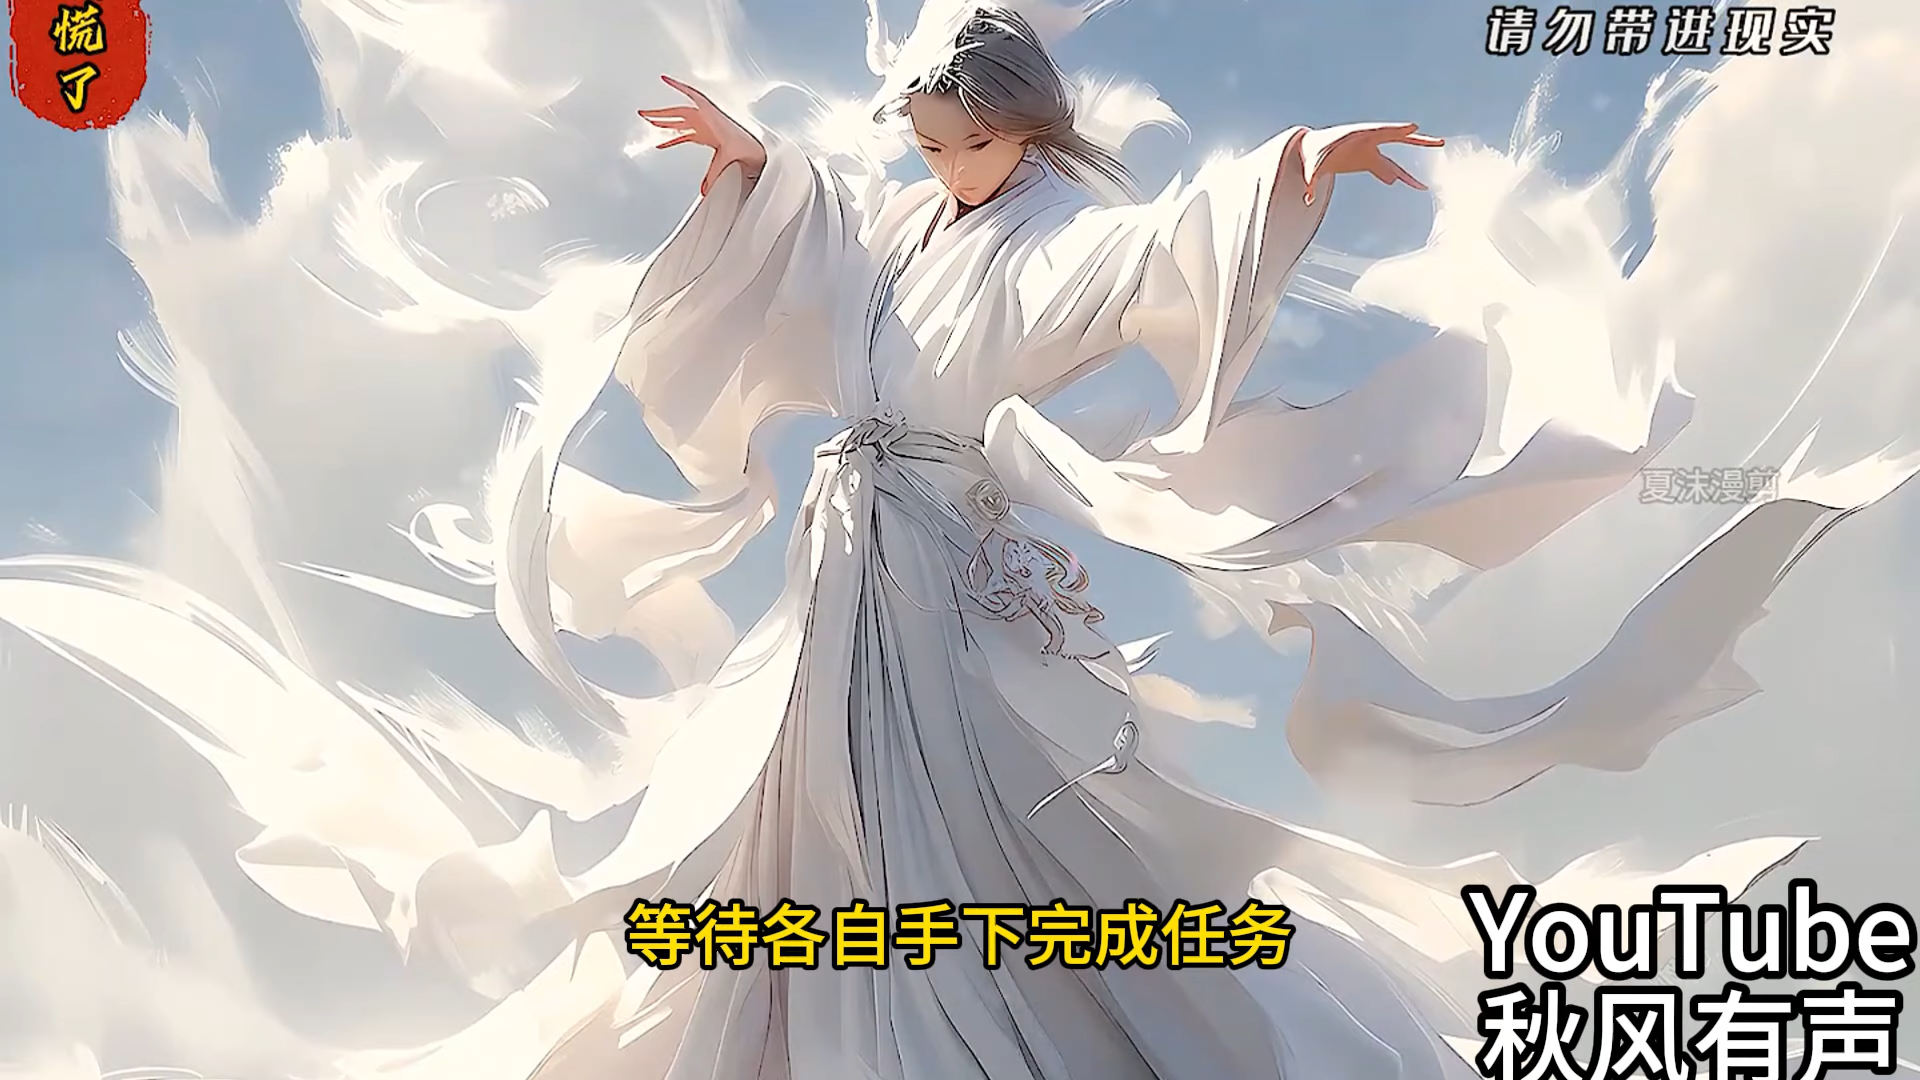 慌
了
请勿带进现实
夏沫漫剪
等待各自手下完成任务
YouTube
秋风有声